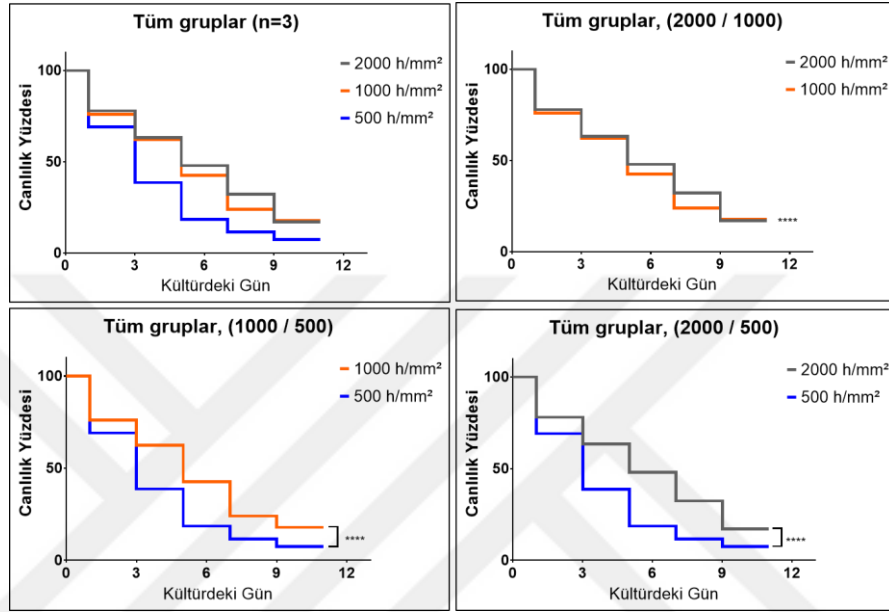 Tüm gruplar (n=3)
Canlılık Yüzdesi
100
50
0
0 3 6 9 12
Kültürdeki Gün
2000 h/mm²
1000 h/mm²
500 h/mm²
Tüm gruplar, (2000 / 1000)
Canlılık Yüzdesi
100
50
0
0 3 6 9 12
Kültürdeki Gün
2000 h/mm²
1000 h/mm²
****
Tüm gruplar, (1000 / 500)
Canlılık Yüzdesi
100
50
0
0 3 6 9 12
Kültürdeki Gün
1000 h/mm²
500 h/mm²
****
Tüm gruplar, (2000 / 500)
Canlılık Yüzdesi
100
50
0
0 3 6 9 12
Kültürdeki Gün
2000 h/mm²
500 h/mm²
****